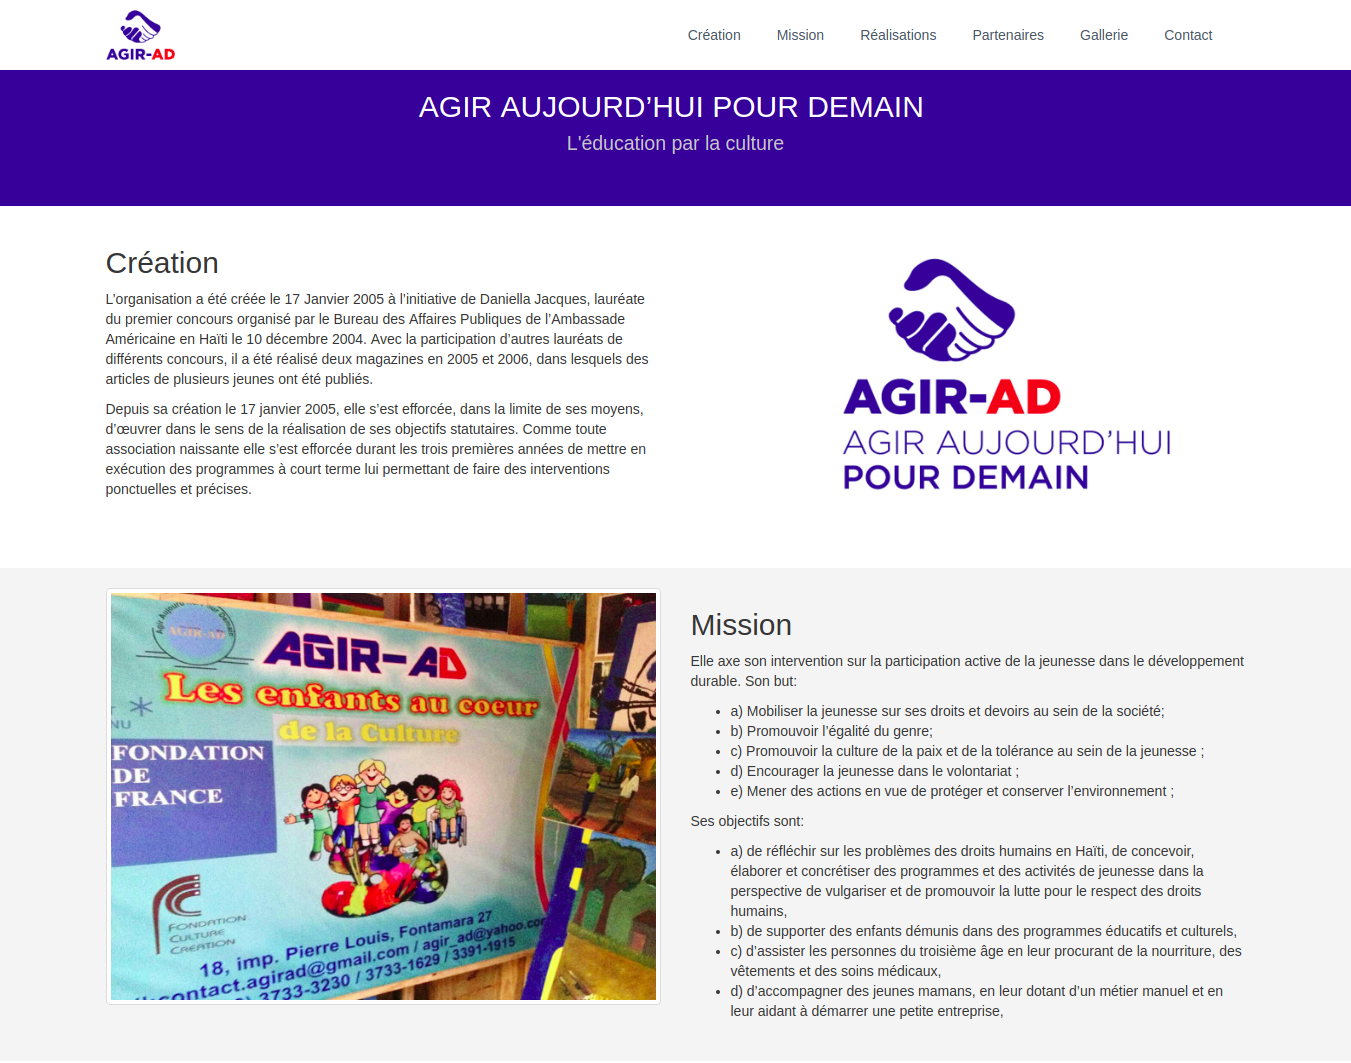 AGIR-AD
Création
Mission
Réalisations
Partenaires
Gallerie
Contact
AGIR AUJOURD’HUI POUR DEMAIN
L'éducation par la culture
Création
L’organisation a été créée le 17 Janvier 2005 à l’initiative de Daniella Jacques, lauréate
du premier concours organisé par le Bureau des Affaires Publiques de l’Ambassade
Américaine en Haïti le 10 décembre 2004. Avec la participation d’autres lauréats de
différents concours, il a été réalisé deux magazines en 2005 et 2006, dans lesquels des
articles de plusieurs jeunes ont été publiés.
Depuis sa création le 17 janvier 2005, elle s’est efforcée, dans la limite de ses moyens,
d’œuvrer dans le sens de la réalisation de ses objectifs statutaires. Comme toute
association naissante elle s’est efforcée durant les trois premières années de mettre en
exécution des programmes à court terme lui permettant de faire des interventions
ponctuelles et précises.
AGIR-AD
AGIR AUJOURD’HUI
POUR DEMAIN
AGIR-AD
AGIR-AD
Les enfants au coeur
de la Culture
FONDATION
DE
FRANCE
FONDATION
CULTURE
CREATION
18, imp. Pierre Louis, Fontamara 27
contact.agirad@gmail.com / agir_ad@yahoo.co
3733-3230 / 3733-1629 / 3391-1915
Mission
Elle axe son intervention sur la participation active de la jeunesse dans le développement
durable. Son but:
a) Mobiliser la jeunesse sur ses droits et devoirs au sein de la société;
b) Promouvoir l’égalité du genre;
c) Promouvoir la culture de la paix et de la tolérance au sein de la jeunesse ;
d) Encourager la jeunesse dans le volontariat ;
e) Mener des actions en vue de protéger et conserver l’environnement ;
Ses objectifs sont:
a) de réfléchir sur les problèmes des droits humains en Haïti, de concevoir,
élaborer et concrétiser des programmes et des activités de jeunesse dans la
perspective de vulgariser et de promouvoir la lutte pour le respect des droits
humains,
b) de supporter des enfants démunis dans des programmes éducatifs et culturels,
c) d’assister les personnes du troisième âge en leur procurant de la nourriture, des
vêtements et des soins médicaux,
d) d’accompagner des jeunes mamans, en leur dotant d’un métier manuel et en
leur aidant à démarrer une petite entreprise,